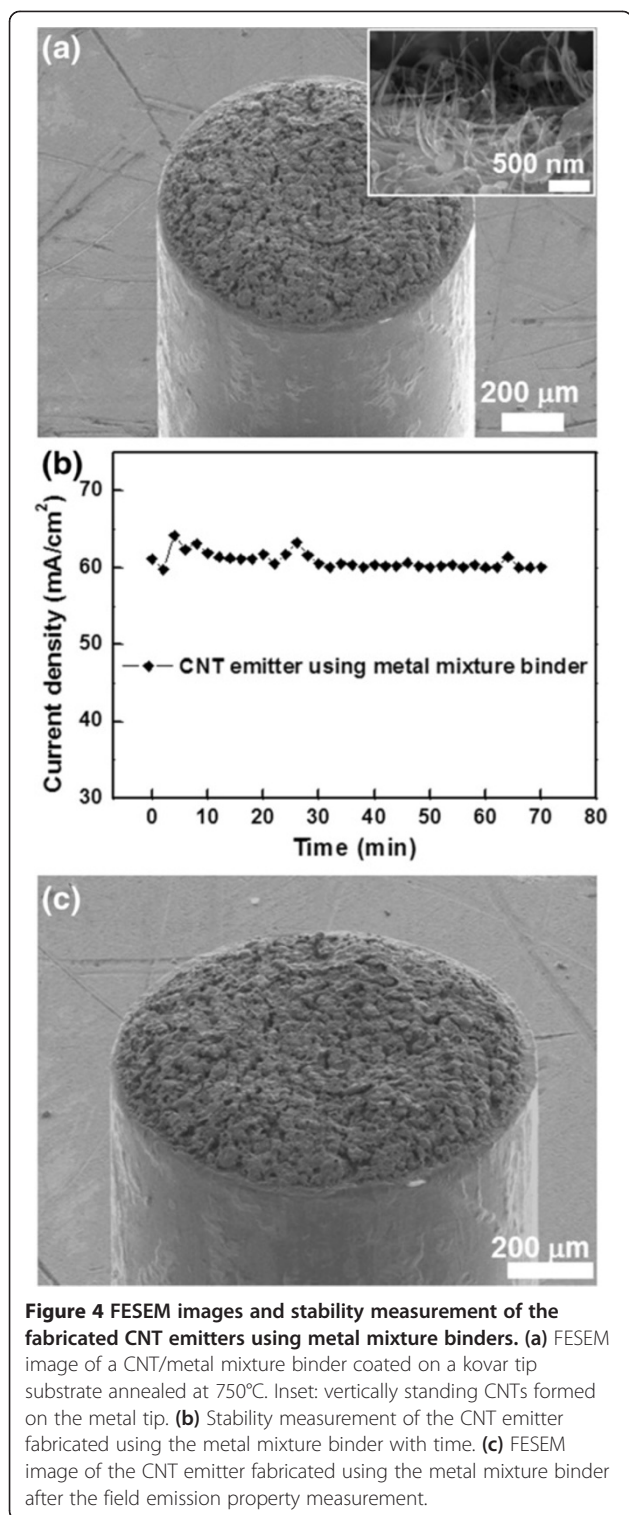 (a)
500 nm
200 μm
(b)
Current density (mA/cm²)
70
60
50
40
30
CNT emitter using metal mixture binder
0 10 20 30 40 50 60 70 80
Time (min)
(c)
200 μm
Figure 4 FESEM images and stability measurement of the
fabricated CNT emitters using metal mixture binders. (a) FESEM
image of a CNT/metal mixture binder coated on a kovar tip
substrate annealed at 750°C. Inset: vertically standing CNTs formed
on the metal tip. (b) Stability measurement of the CNT emitter
fabricated using the metal mixture binder with time. (c) FESEM
image of the CNT emitter fabricated using the metal mixture binder
after the field emission property measurement.